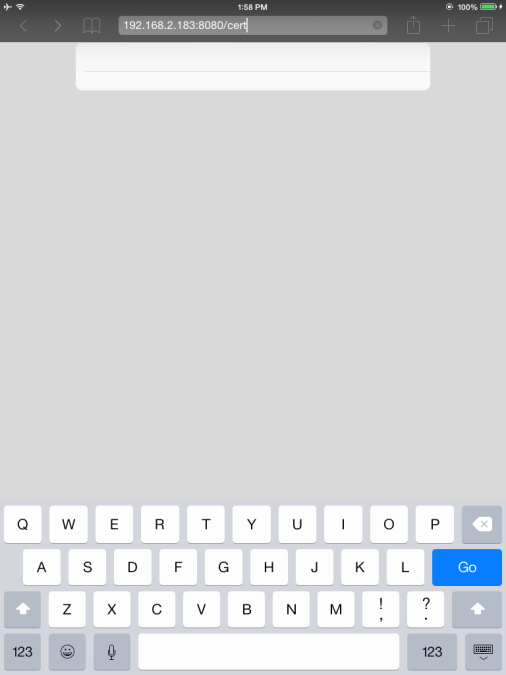 1:58 PM 100%
192.168.2.183:8080/cert
Q W E R T Y U I O P
A S D F G H J K L Go
Z X C V B N M ! , ? .
123 123